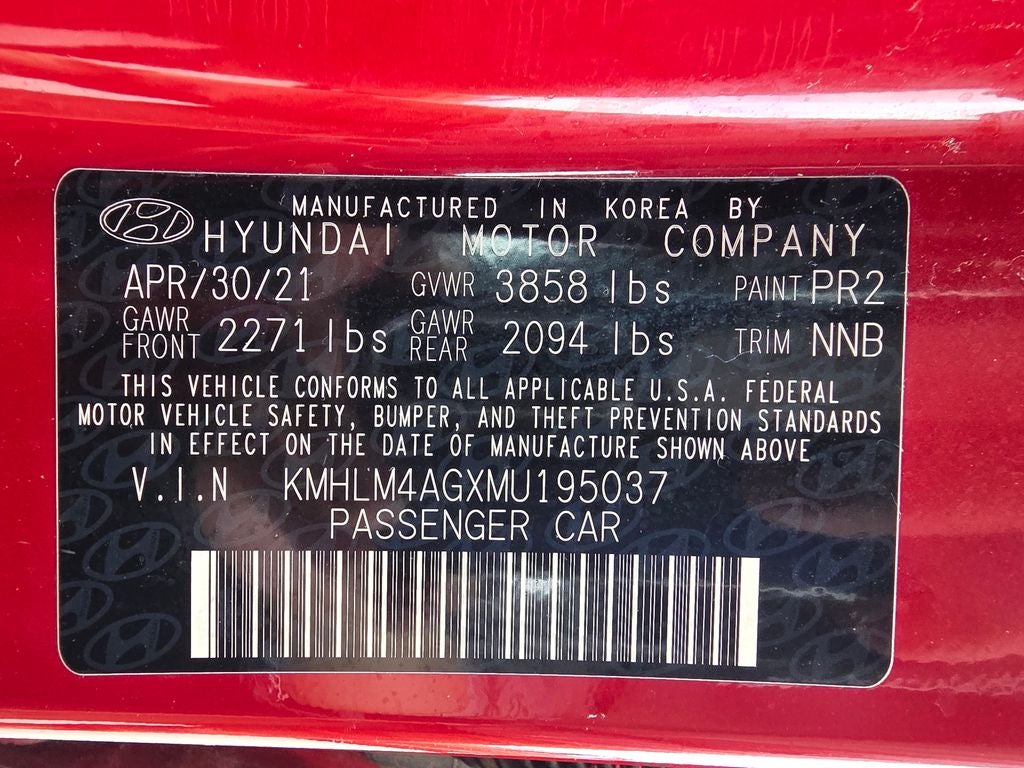 MANUFACTURED IN KOREA BY
HYUNDAI MOTOR COMPANY
APR/30/21 GVWR 3858 lbs PAINT PR2
GAWR FRONT 2271 lbs GAWR REAR 2094 lbs TRIM NNB
THIS VEHICLE CONFORMS TO ALL APPLICABLE U.S.A. FEDERAL
MOTOR VEHICLE SAFETY, BUMPER, AND THEFT PREVENTION STANDARDS
IN EFFECT ON THE DATE OF MANUFACTURE SHOWN ABOVE
V.I.N KMHLM4AGXMU195037
PASSENGER CAR